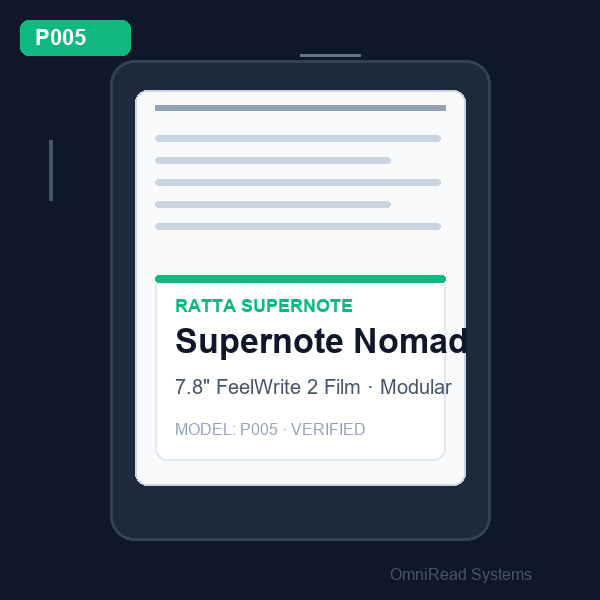 P005
RATTA SUPERNOTE
Supernote Nomad
7.8" FeelWrite 2 Film · Modular
MODEL: P005 · VERIFIED
OmniRead Systems